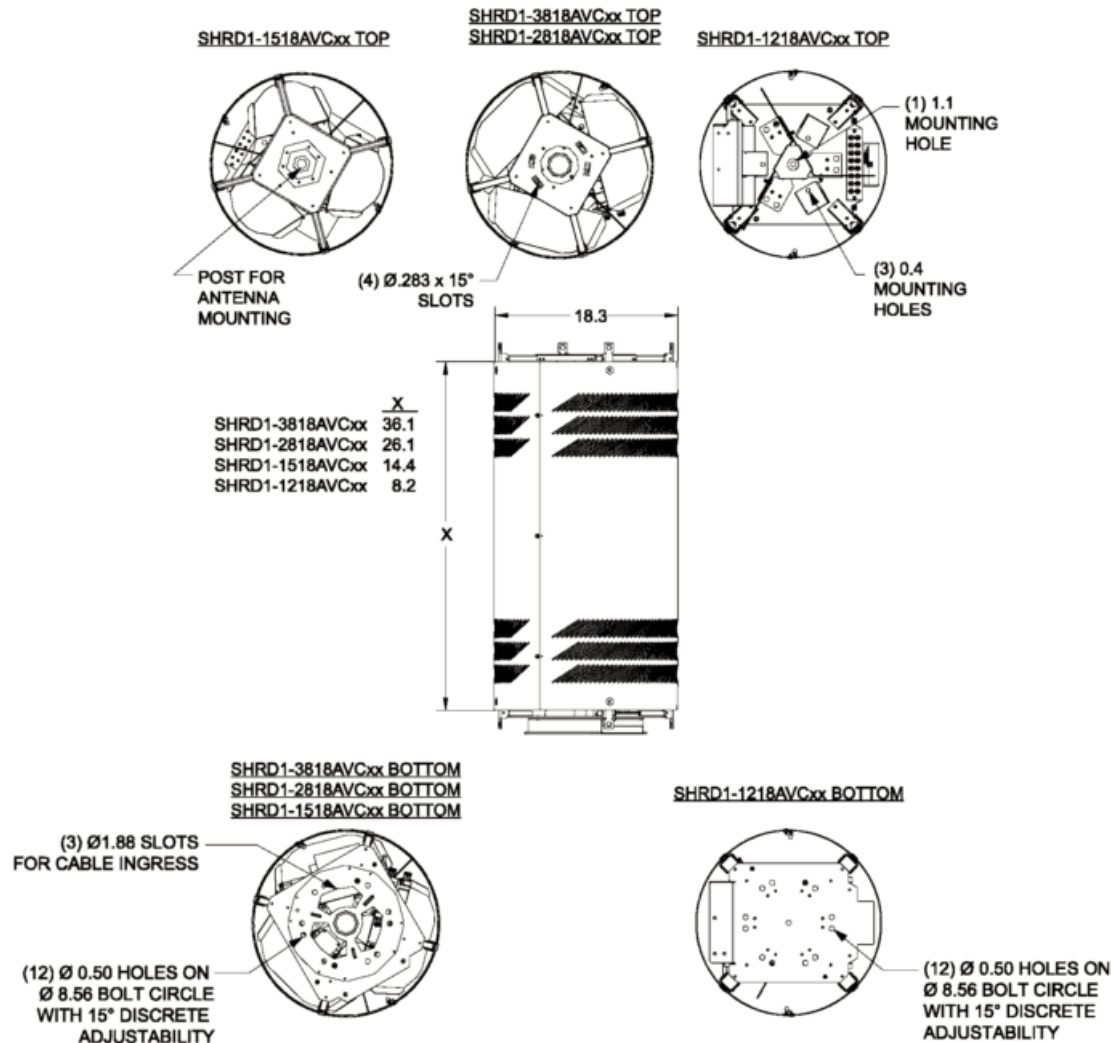 SHRD1-1518AVCxx TOP
SHRD1-3818AVCxx TOP
SHRD1-2818AVCxx TOP
SHRD1-1218AVCxx TOP
(1) 1.1
MOUNTING
HOLE
POST FOR
ANTENNA
MOUNTING
(4) Ø.283 x 15°
SLOTS
(3) 0.4
MOUNTING
HOLES
18.3
X
SHRD1-3818AVCxx 36.1
SHRD1-2818AVCxx 26.1
SHRD1-1518AVCxx 14.4
SHRD1-1218AVCxx 8.2
X
SHRD1-3818AVCxx BOTTOM
SHRD1-2818AVCxx BOTTOM
SHRD1-1518AVCxx BOTTOM
SHRD1-1218AVCxx BOTTOM
(3) Ø1.88 SLOTS
FOR CABLE INGRESS
(12) Ø 0.50 HOLES ON
Ø 8.56 BOLT CIRCLE
WITH 15° DISCRETE
ADJUSTABILITY
(12) Ø 0.50 HOLES ON
Ø 8.56 BOLT CIRCLE
WITH 15° DISCRETE
ADJUSTABILITY